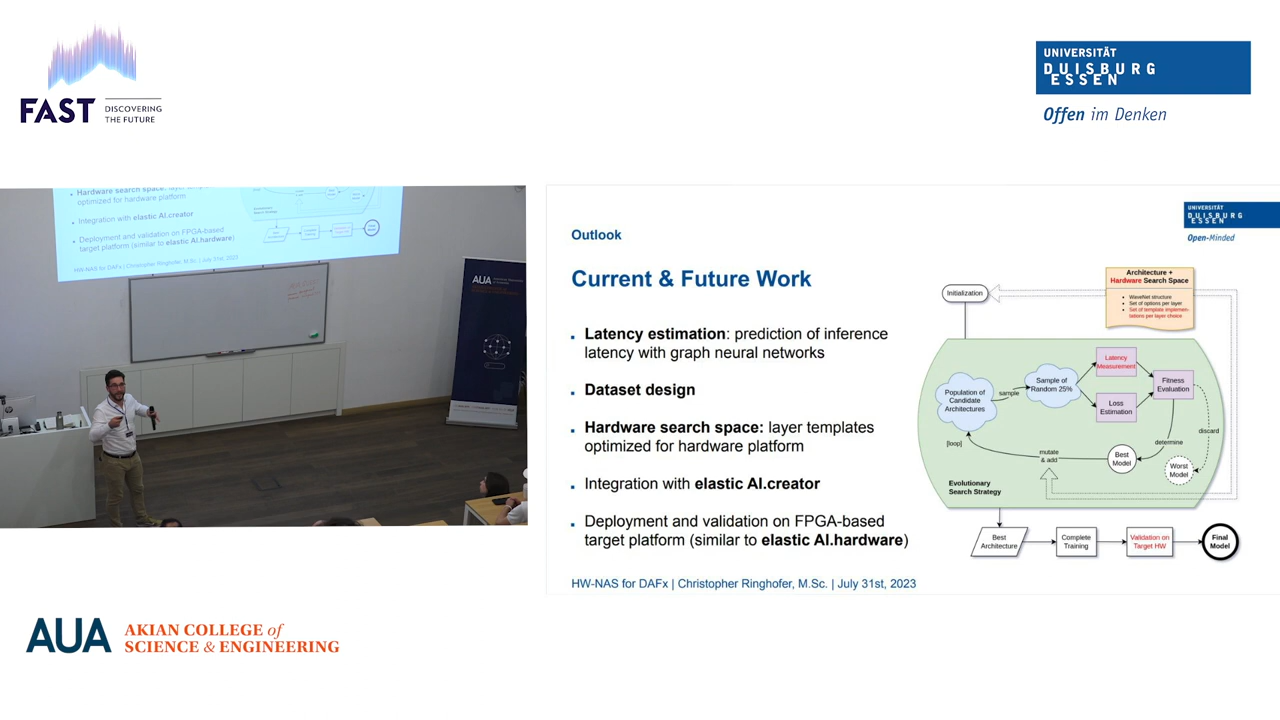 FAST
DISCOVERING
THE FUTURE
UNIVERSITÄT
DUISBURG
ESSEN
Offen im Denken
Hardware search space: layer
optimized for hardware platform
Integration with elastic AI.creator
Deployment and validation on FPGA-based
target platform (similar to elastic AI.hardware)
HW-NAS for DAFx | Christopher Ringhofer, M.Sc. | July 31st, 2023
AUA
UNIVERSITÄT
DUISBURG
ESSEN
Open-Minded
Outlook
Current & Future Work
Latency estimation: prediction of inference
latency with graph neural networks
Dataset design
Hardware search space: layer templates
optimized for hardware platform
Integration with elastic AI.creator
Deployment and validation on FPGA-based
target platform (similar to elastic AI.hardware)
Architecture +
Hardware Search Space
WaveNet structure
Set of options per layer
Set of template implemen-
tations per layer choice
Initialization
Population of
Candidate
Architectures
sample
Sample of
Random 25%
Latency
Measurement
Loss
Estimation
Fitness
Evaluation
discard
determine
Best
Model
Worst
Model
mutate
& add
[loop]
Evolutionary
Search Strategy
Best
Architecture
Complete
Training
Validation on
Target HW
Final
Model
HW-NAS for DAFx | Christopher Ringhofer, M.Sc. | July 31st, 2023
AUA
AKIAN COLLEGE of
SCIENCE & ENGINEERING